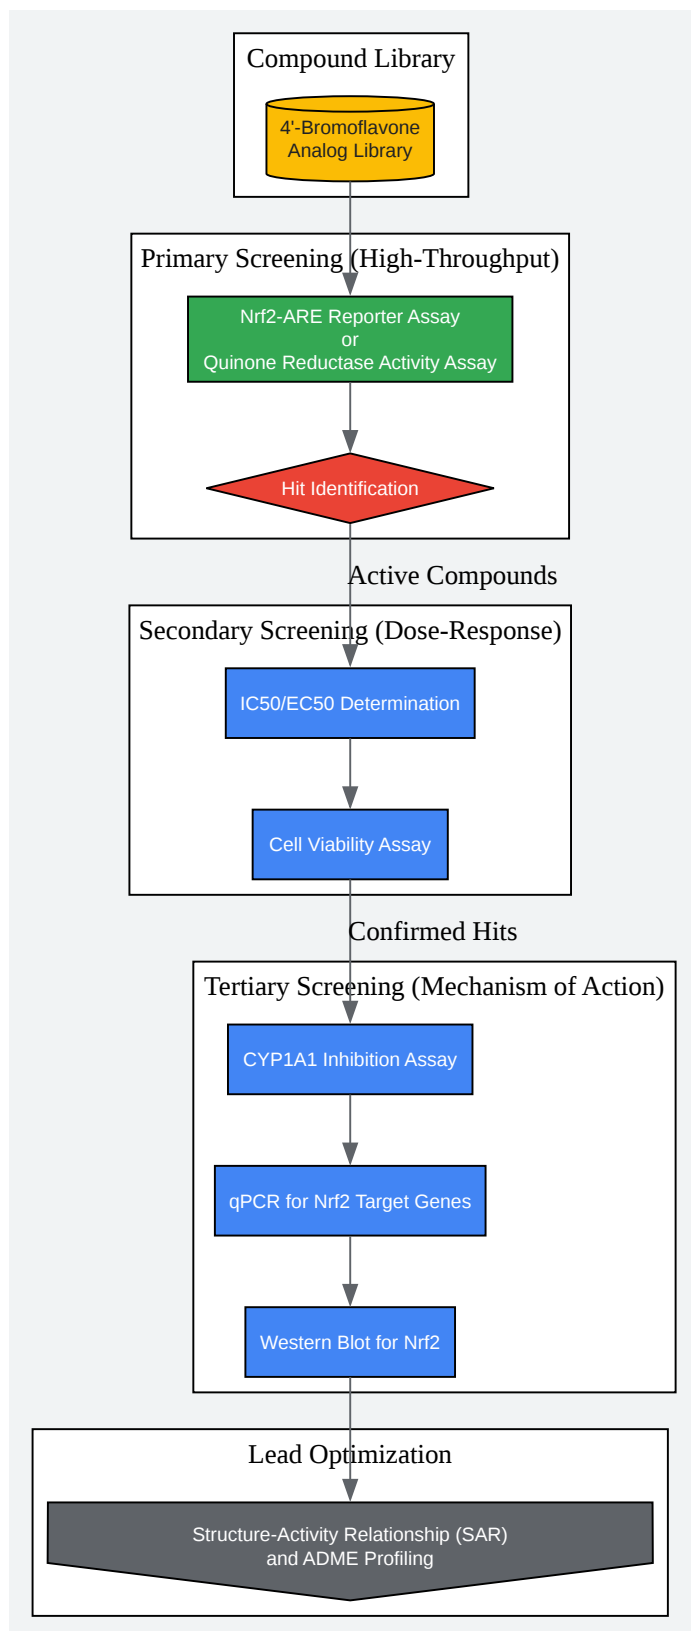 Compound Library
4'-Bromoflavone
Analog Library
Primary Screening (High-Throughput)
Nrf2-ARE Reporter Assay
or
Quinone Reductase Activity Assay
Hit Identification
Active Compounds
Secondary Screening (Dose-Response)
IC50/EC50 Determination
Cell Viability Assay
Confirmed Hits
Tertiary Screening (Mechanism of Action)
CYP1A1 Inhibition Assay
qPCR for Nrf2 Target Genes
Western Blot for Nrf2
Lead Optimization
Structure-Activity Relationship (SAR)
and ADME Profiling